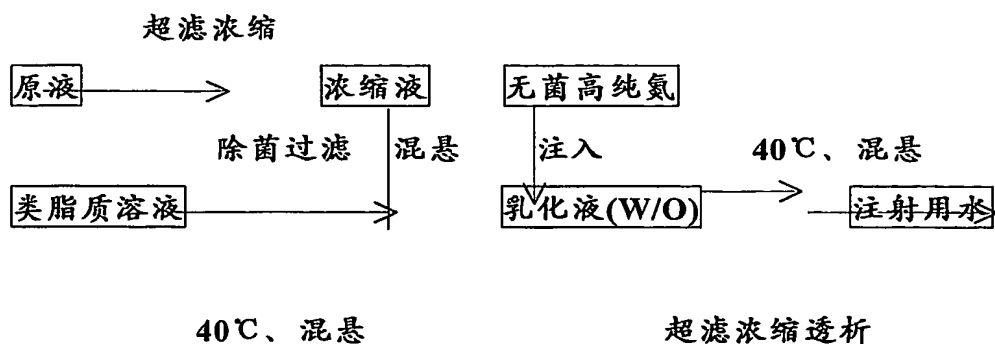 超滤浓缩
原液 浓缩液 无菌高纯氮
除菌过滤 混悬 注入 40℃、混悬
类脂质溶液 乳化液(W/O) 注射用水
40℃、混悬 超滤浓缩透析